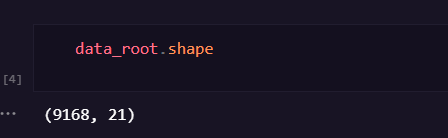 data_root.shape
[4]
(9168, 21)